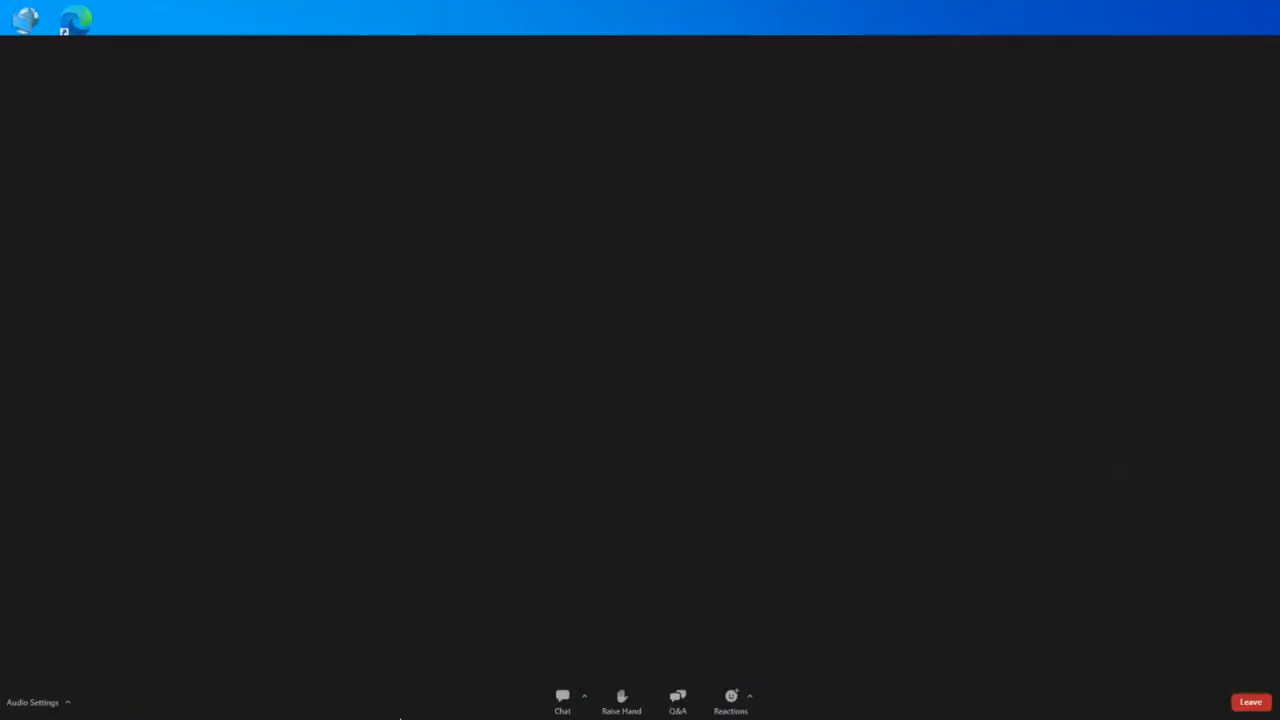 Audio Settings
Chat
Raise Hand
Q&A
Reactions
Leave